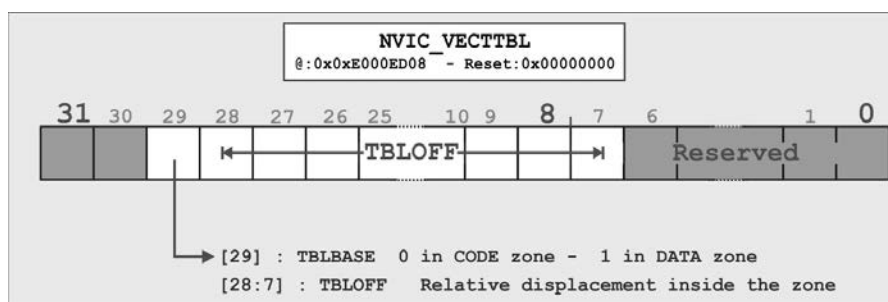 NVIC_VECTTBL
@:0x0xE000ED08 - Reset:0x00000000
31 30 29 28 27 26 25 10 9 8 7 6 1 0
TBLOFF Reserved
[29] : TBLBASE 0 in CODE zone - 1 in DATA zone
[28:7] : TBLOFF Relative displacement inside the zone